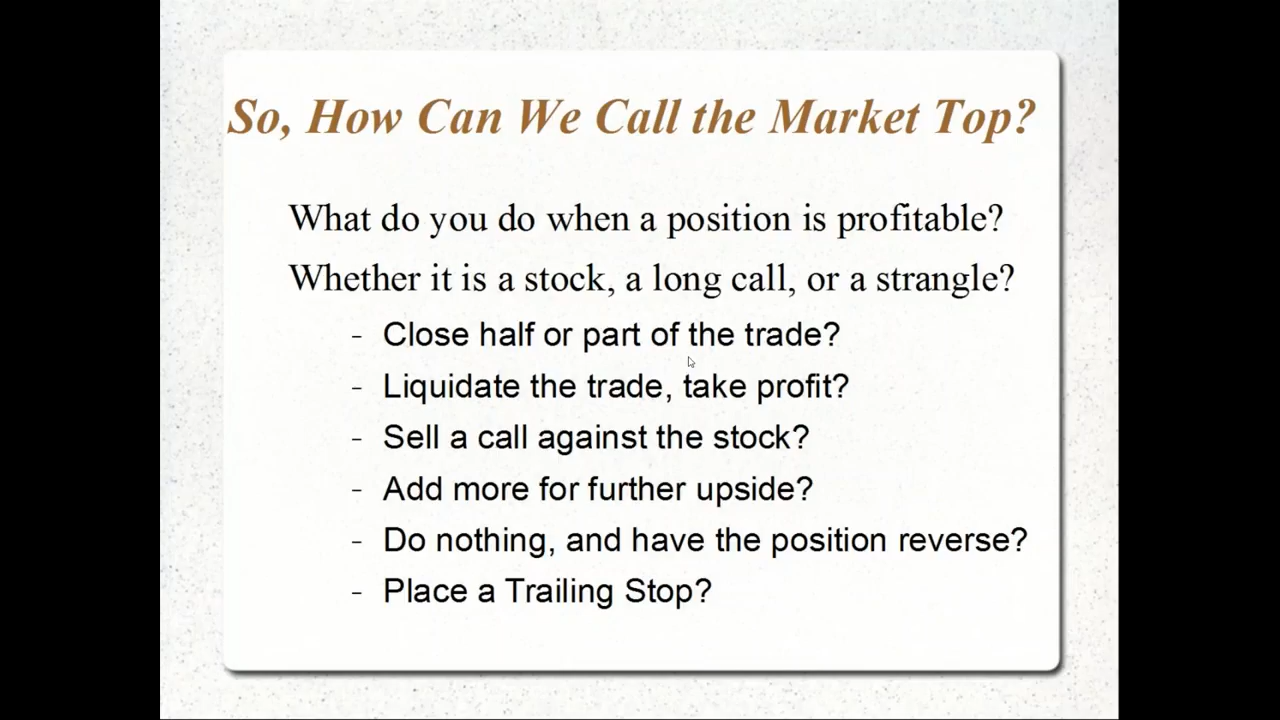 So, How Can We Call the Market Top?
What do you do when a position is profitable?
Whether it is a stock, a long call, or a strangle?
- Close half or part of the trade?
- Liquidate the trade, take profit?
- Sell a call against the stock?
- Add more for further upside?
- Do nothing, and have the position reverse?
- Place a Trailing Stop?